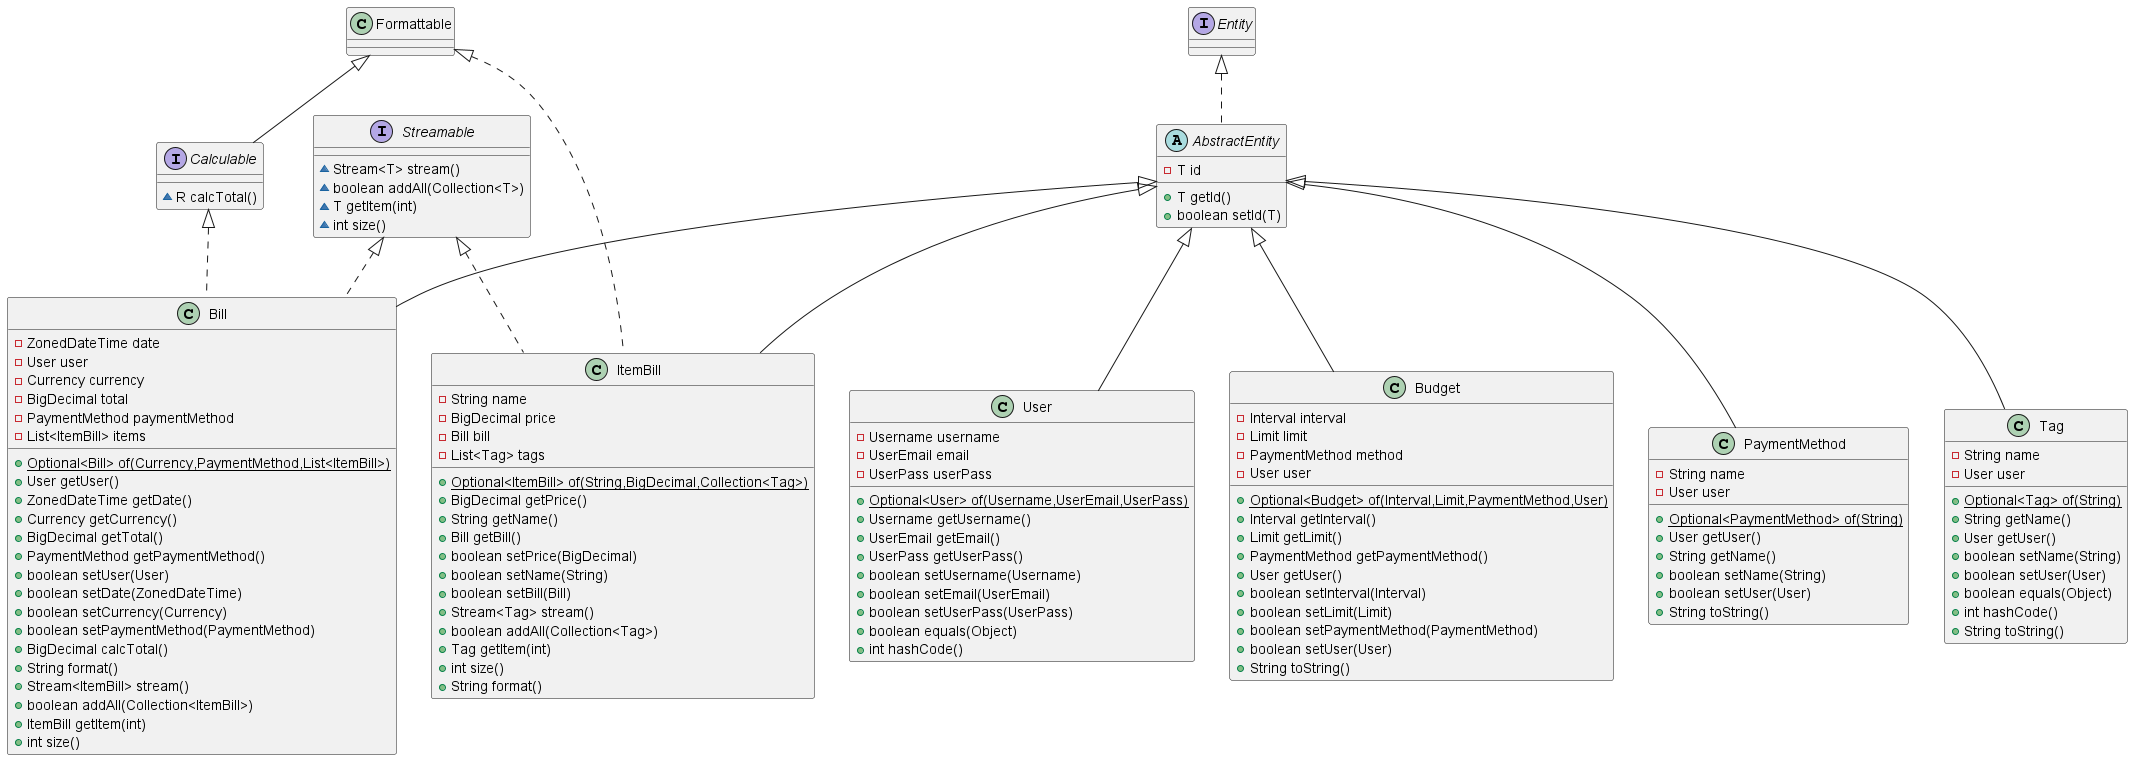 C Formattable
I Entity
I Calculable
R calcTotal()
I Streamable
Stream<T> stream()
boolean addAll(Collection<T>)
T getItem(int)
int size()
A AbstractEntity
T id
T getId()
boolean setId(T)
C Bill
ZonedDateTime date
User user
Currency currency
BigDecimal total
PaymentMethod paymentMethod
List<ItemBill> items
Optional<Bill> of(Currency,PaymentMethod,List<ItemBill>)
User getUser()
ZonedDateTime getDate()
Currency getCurrency()
BigDecimal getTotal()
PaymentMethod getPaymentMethod()
boolean setUser(User)
boolean setDate(ZonedDateTime)
boolean setCurrency(Currency)
boolean setPaymentMethod(PaymentMethod)
BigDecimal calcTotal()
String format()
Stream<ItemBill> stream()
boolean addAll(Collection<ItemBill>)
ItemBill getItem(int)
int size()
C ItemBill
String name
BigDecimal price
Bill bill
List<Tag> tags
Optional<ItemBill> of(String,BigDecimal,Collection<Tag>)
BigDecimal getPrice()
String getName()
Bill getBill()
boolean setPrice(BigDecimal)
boolean setName(String)
boolean setBill(Bill)
Stream<Tag> stream()
boolean addAll(Collection<Tag>)
Tag getItem(int)
int size()
String format()
C User
Username username
UserEmail email
UserPass userPass
Optional<User> of(Username,UserEmail,UserPass)
Username getUsername()
UserEmail getEmail()
UserPass getUserPass()
boolean setUsername(Username)
boolean setEmail(UserEmail)
boolean setUserPass(UserPass)
boolean equals(Object)
int hashCode()
C Budget
Interval interval
Limit limit
PaymentMethod method
User user
Optional<Budget> of(Interval,Limit,PaymentMethod,User)
Interval getInterval()
Limit getLimit()
PaymentMethod getPaymentMethod()
User getUser()
boolean setInterval(Interval)
boolean setLimit(Limit)
boolean setPaymentMethod(PaymentMethod)
boolean setUser(User)
String toString()
C PaymentMethod
String name
User user
Optional<PaymentMethod> of(String)
User getUser()
String getName()
boolean setName(String)
boolean setUser(User)
String toString()
C Tag
String name
User user
Optional<Tag> of(String)
String getName()
User getUser()
boolean setName(String)
boolean setUser(User)
boolean equals(Object)
int hashCode()
String toString()